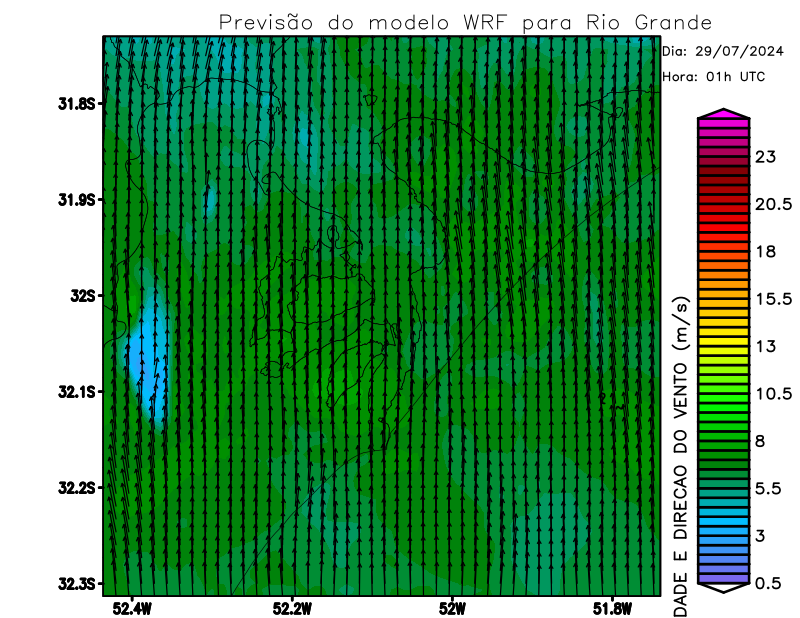 Previsão do modelo WRF para Rio Grande
Dia: 29/07/2024
Hora: 01h UTC
31.8S
31.9S
32S
32.1S
32.2S
32.3S
52.4W
52.2W
52W
51.8W
23
20.5
18
15.5
13
10.5
8
5.5
3
0.5
DADE E DIRECAO DO VENTO (m/s)